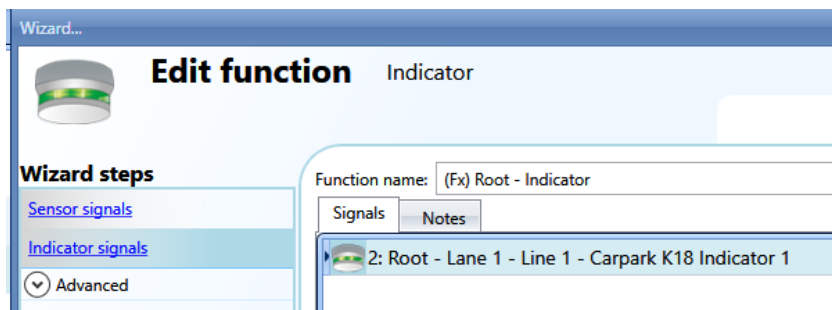 Wizard...
Edit function Indicator
Wizard steps
Sensor signals
Indicator signals
Advanced
Function name: (Fx) Root - Indicator
Signals Notes
2: Root - Lane 1 - Line 1 - Carpark K18 Indicator 1